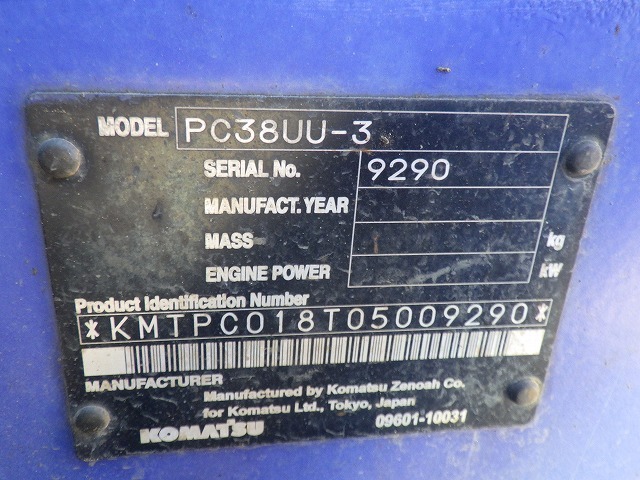 MODEL PC38UU-3
SERIAL No. 9290
MANUFACT. YEAR
MASS kg
ENGINE POWER kW
Product Identification Number
*KMTPC018T05009290*
MANUFACTURER
Manufactured by Komatsu Zenoah Co.
for Komatsu Ltd., Tokyo, Japan
KOMATSU 09601-10031